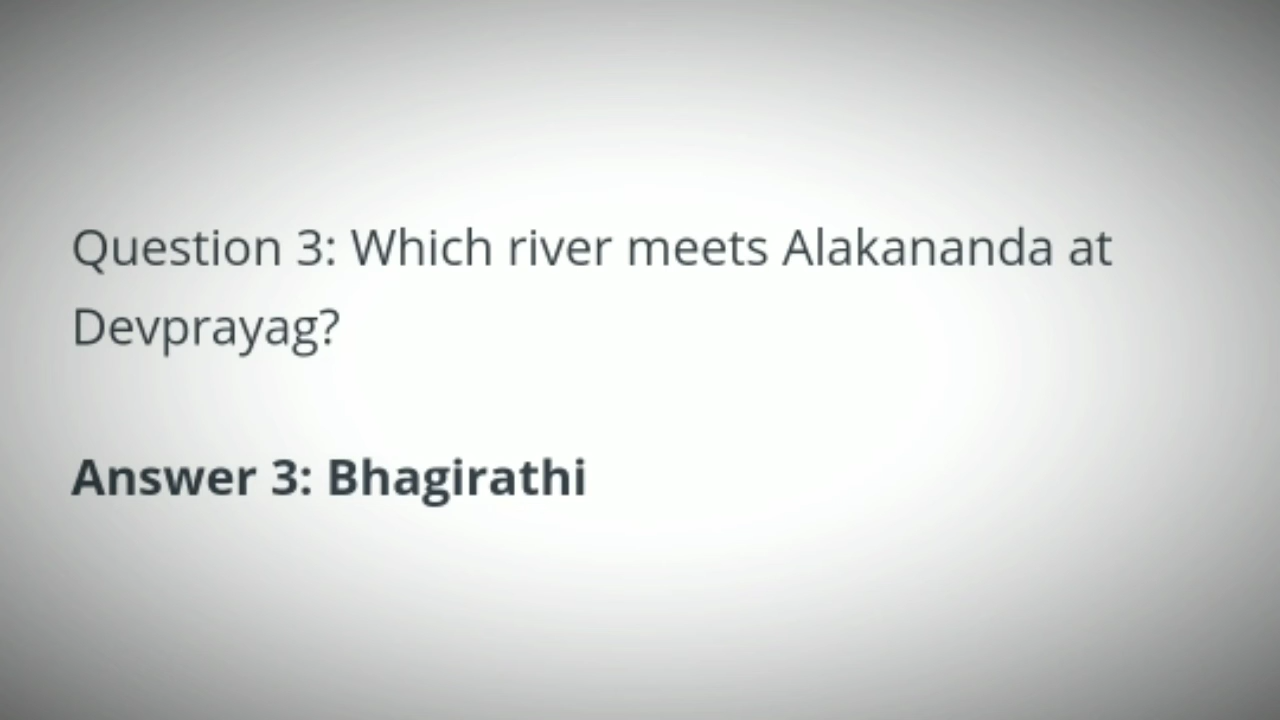 Question 3: Which river meets Alakananda at
Devprayag?
Answer 3: Bhagirathi